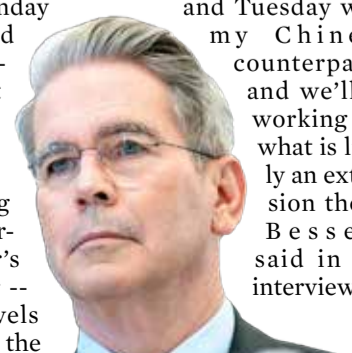 nday
d
-
g
r-
r's
--
vels
the
and Tuesday w
my Chine
counterpa
and we'll
working
what is l
ly an ext
sion the
Besse
said in
interview